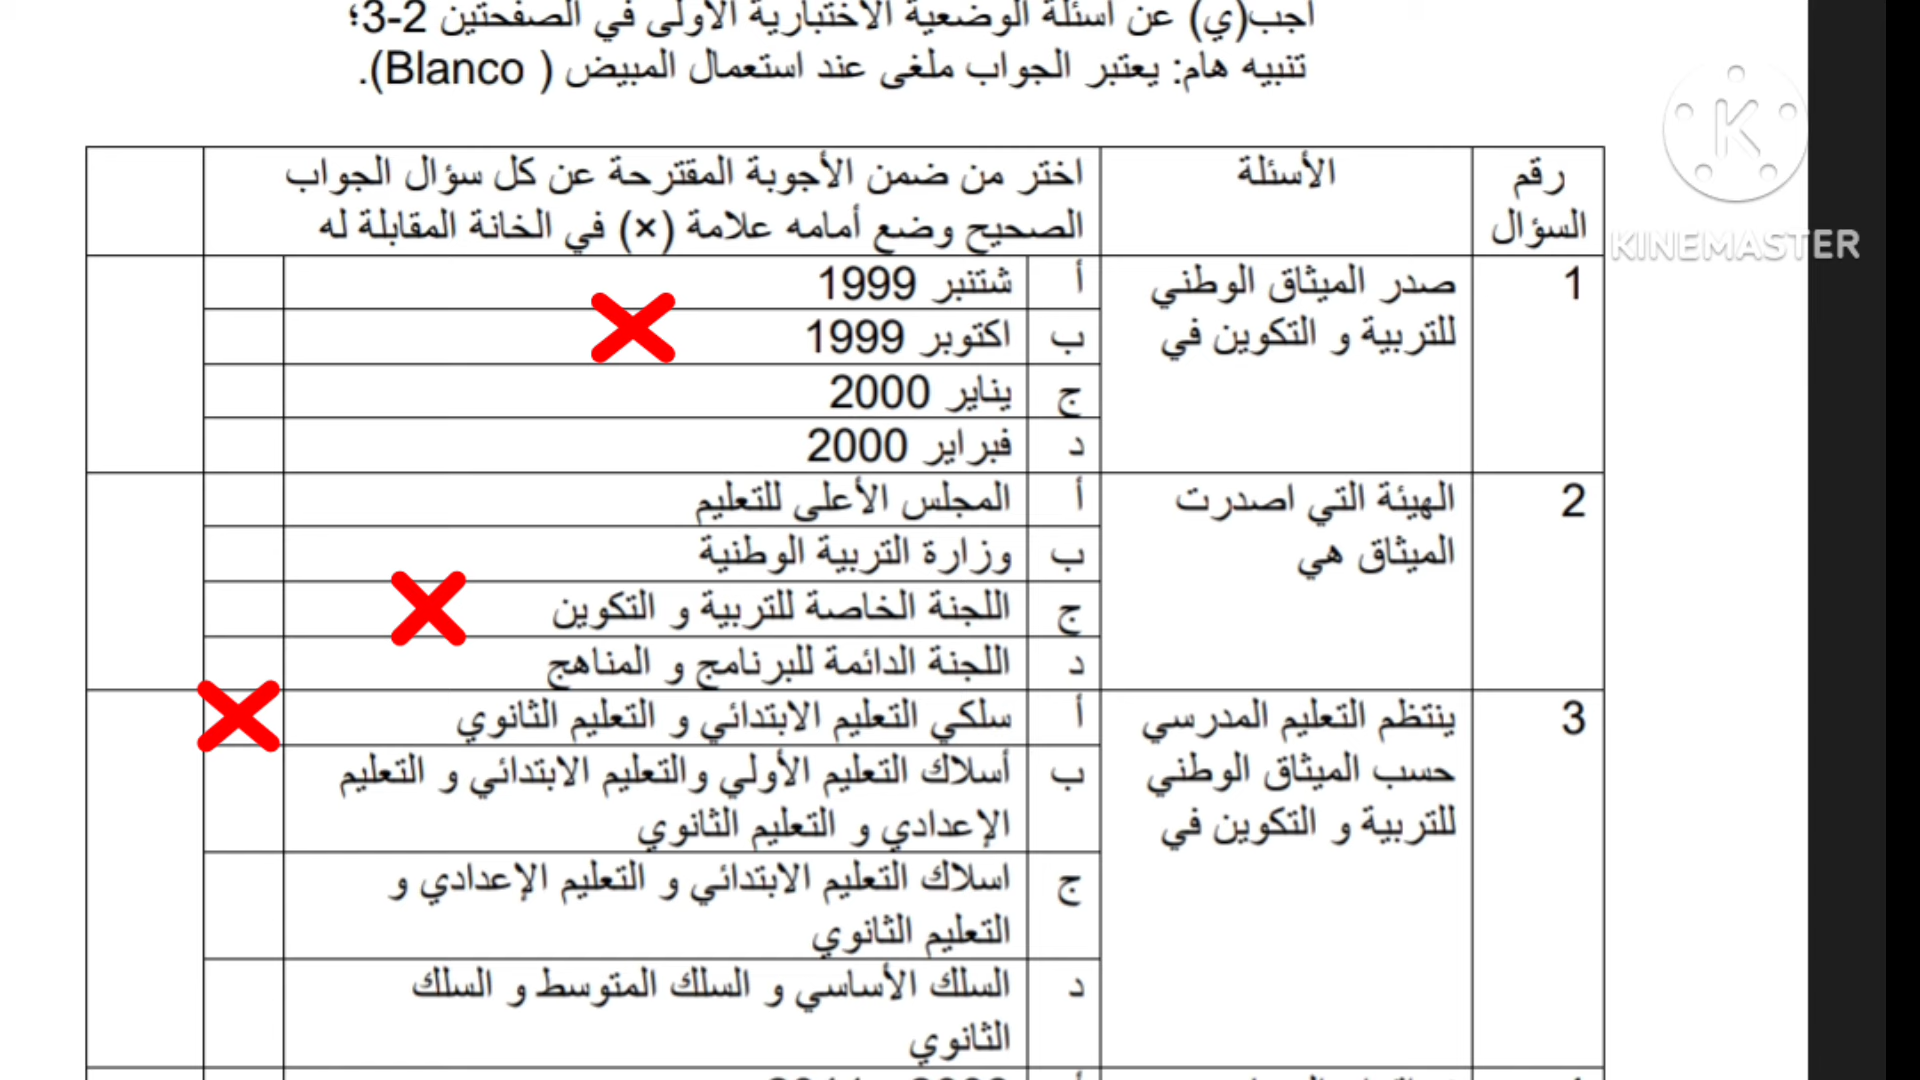 اجب(ي) عن اسئلة الوضعية الاختبارية الأولى في الصفحتين 2-3؛
تنبيه هام: يعتبر الجواب ملغى عند استعمال المبيض ( Blanco).
رقم السؤال
الأسئلة
اختر من ضمن الأجوبة المقترحة عن كل سؤال الجواب
الصحيح وضع أمامه علامة (×) في الخانة المقابلة له
KINEMASTER
1
صدر الميثاق الوطني
للتربية و التكوين في
أ شتنبر 1999
ب اكتوبر 1999
ج يناير 2000
د فبراير 2000
2
الهيئة التي اصدرت
الميثاق هي
أ المجلس الأعلى للتعليم
ب وزارة التربية الوطنية
ج اللجنة الخاصة للتربية و التكوين
د اللجنة الدائمة للبرنامج و المناهج
3
ينتظم التعليم المدرسي
حسب الميثاق الوطني
للتربية و التكوين في
أ سلكي التعليم الابتدائي و التعليم الثانوي
ب أسلاك التعليم الأولي والتعليم الابتدائي و التعليم
الإعدادي و التعليم الثانوي
ج اسلاك التعليم الابتدائي و التعليم الإعدادي و
التعليم الثانوي
د السلك الأساسي و السلك المتوسط و السلك
الثانوي